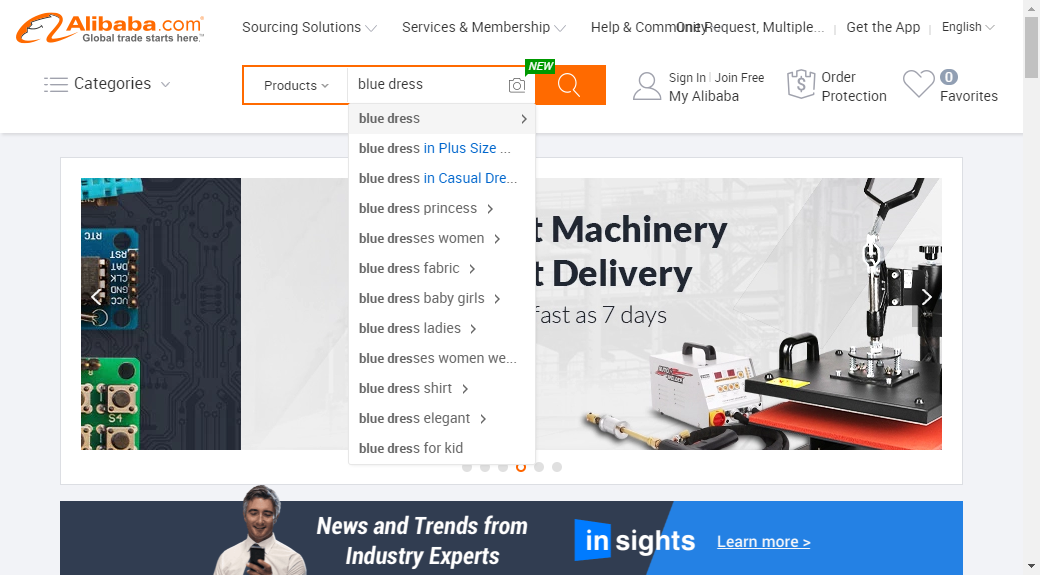 Alibaba.com
Global trade starts here.™
Sourcing Solutions
Services & Membership
Help & Community
One Request, Multiple...
Get the App
English
Categories
Products
blue dress
NEW
Sign In | Join Free
My Alibaba
Order
Protection
0
Favorites
blue dress
blue dress in Plus Size ...
blue dress in Casual Dre...
blue dress princess
blue dresses women
blue dress fabric
blue dress baby girls
blue dress ladies
blue dresses women we...
blue dress shirt
blue dress elegant
blue dress for kid
RTC
RST
DAT
CLK
GND
VCC
S4
t Machinery
t Delivery
fast as 7 days
News and Trends from
Industry Experts
in sights
Learn more >